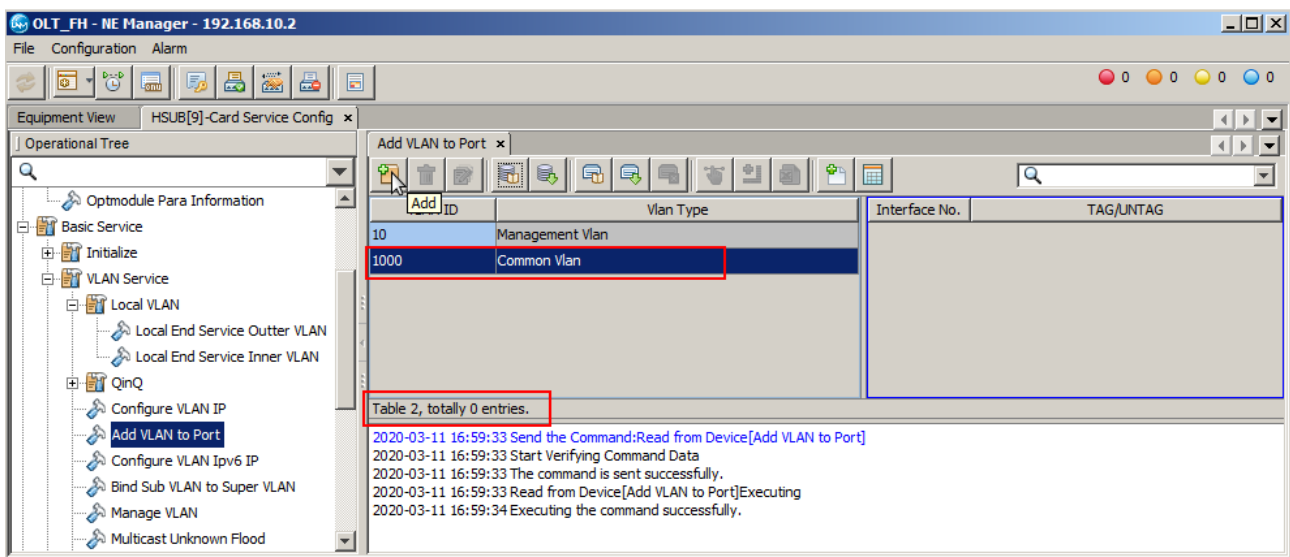 OLT_FH - NE Manager - 192.168.10.2
File Configuration Alarm
0 0 0 0
Equipment View HSUB[9]-Card Service Config
Operational Tree
Add VLAN to Port
Add
Optmodule Para Information
Basic Service
Initialize
VLAN Service
Local VLAN
Local End Service Outter VLAN
Local End Service Inner VLAN
QinQ
Configure VLAN IP
Add VLAN to Port
Configure VLAN Ipv6 IP
Bind Sub VLAN to Super VLAN
Manage VLAN
Multicast Unknown Flood
ID Vlan Type Interface No. TAG/UNTAG
10 Management Vlan
1000 Common Vlan
Table 2, totally 0 entries.
2020-03-11 16:59:33 Send the Command:Read from Device[Add VLAN to Port]
2020-03-11 16:59:33 Start Verifying Command Data
2020-03-11 16:59:33 The command is sent successfully.
2020-03-11 16:59:33 Read from Device[Add VLAN to Port]Executing
2020-03-11 16:59:34 Executing the command successfully.